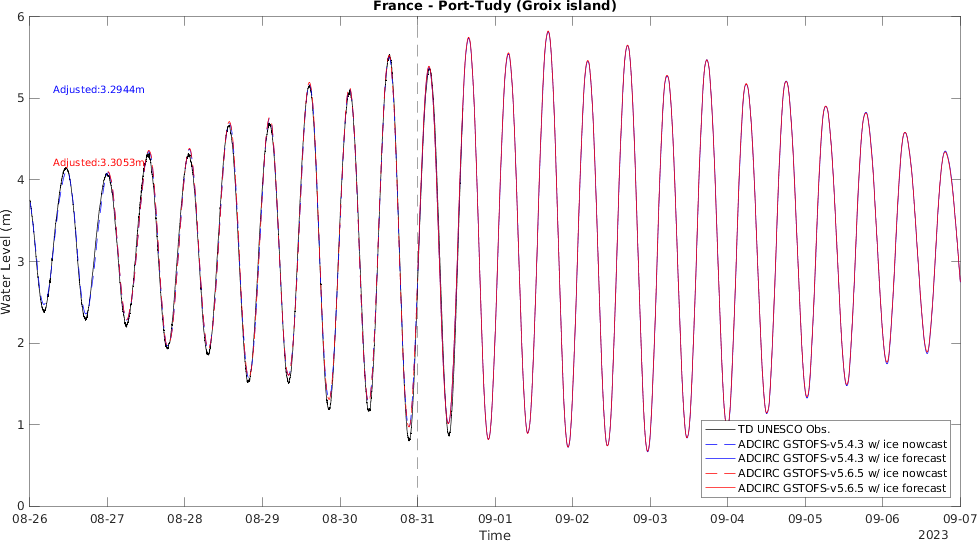 France - Port-Tudy (Groix island)
6
5
4
3
2
1
0
Water Level (m)
Adjusted:3.2944m
Adjusted:3.3053m
TD UNESCO Obs.
ADCIRC GSTOFS-v5.4.3 w/ ice nowcast
ADCIRC GSTOFS-v5.4.3 w/ ice forecast
ADCIRC GSTOFS-v5.6.5 w/ ice nowcast
ADCIRC GSTOFS-v5.6.5 w/ ice forecast
08-26 08-27 08-28 08-29 08-30 08-31 09-01 09-02 09-03 09-04 09-05 09-06 09-07
Time
2023